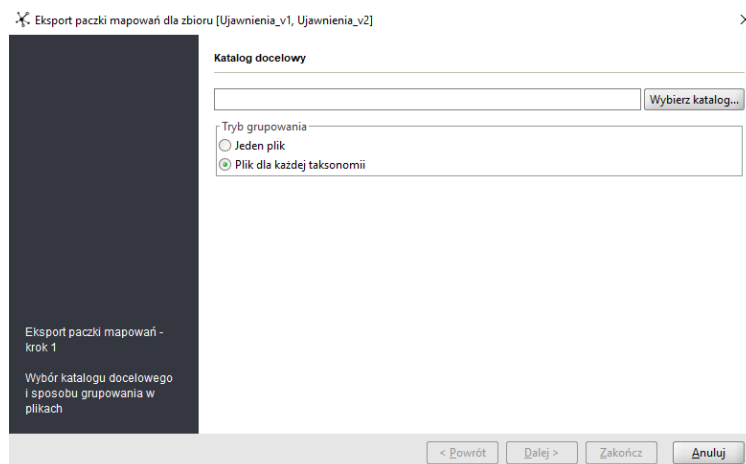 Eksport paczki mapowań dla zbioru [Ujawnienia_v1, Ujawnienia_v2]
Katalog docelowy
Wybierz katalog...
Tryb grupowania
Jeden plik
Plik dla każdej taksonomii
Eksport paczki mapowań -
krok 1
Wybór katalogu docelowego
i sposobu grupowania w
plikach
< Powrót Dalej > Zakończ Anuluj